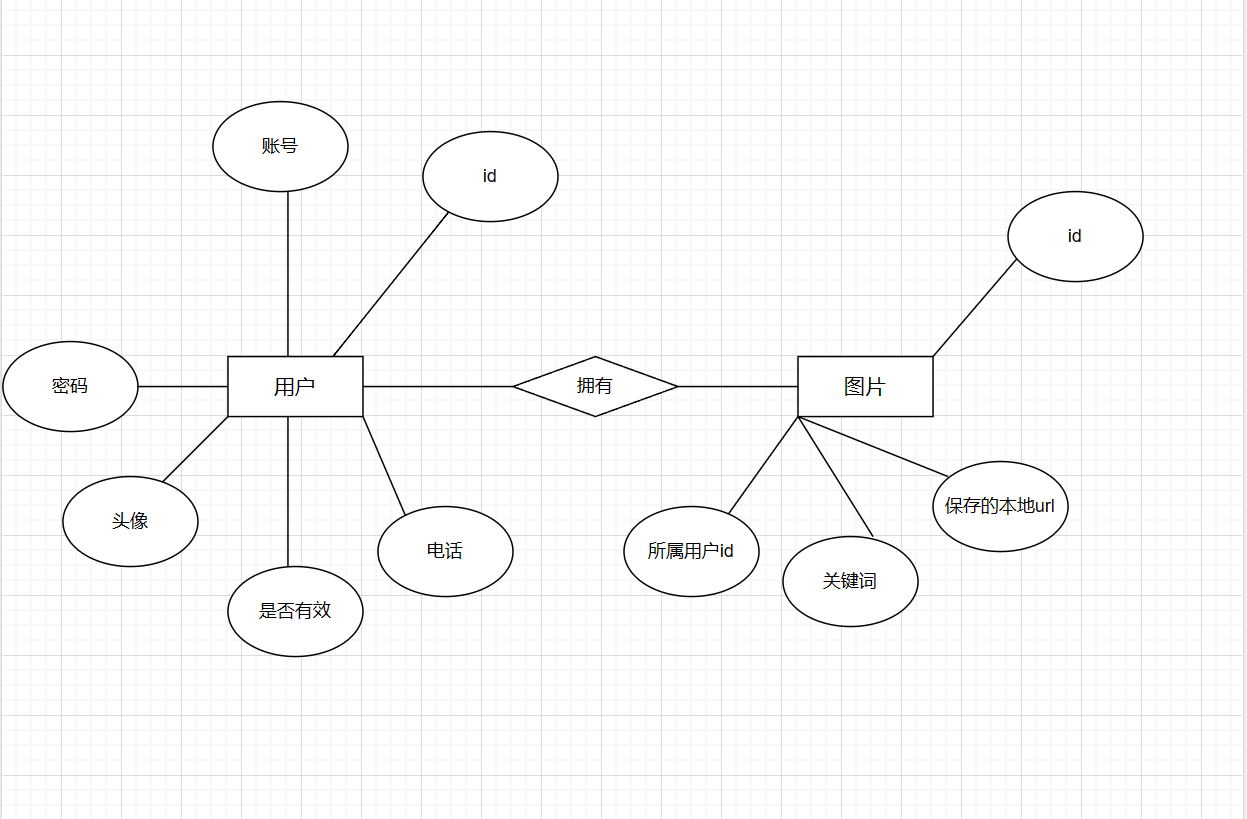 账号
id
id
密码
用户
拥有
图片
头像
是否有效
电话
所属用户id
关键词
保存的本地url